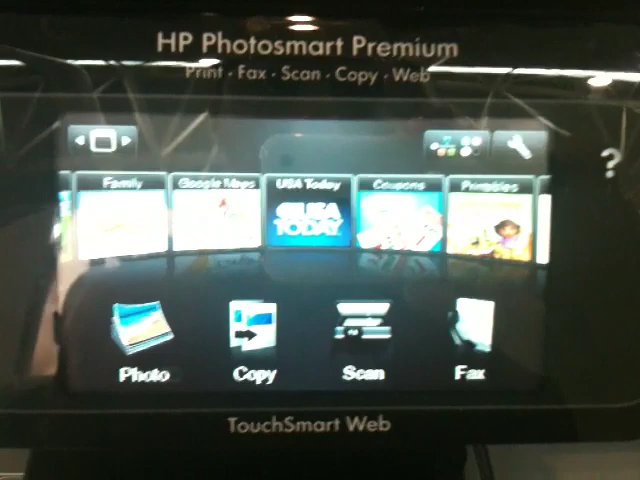 HP Photosmart Premium
Print · Fax · Scan · Copy · Web
?
Family Google Maps USA Today Coupons Printables
USA
TODAY
Photo Copy Scan Fax
TouchSmart Web